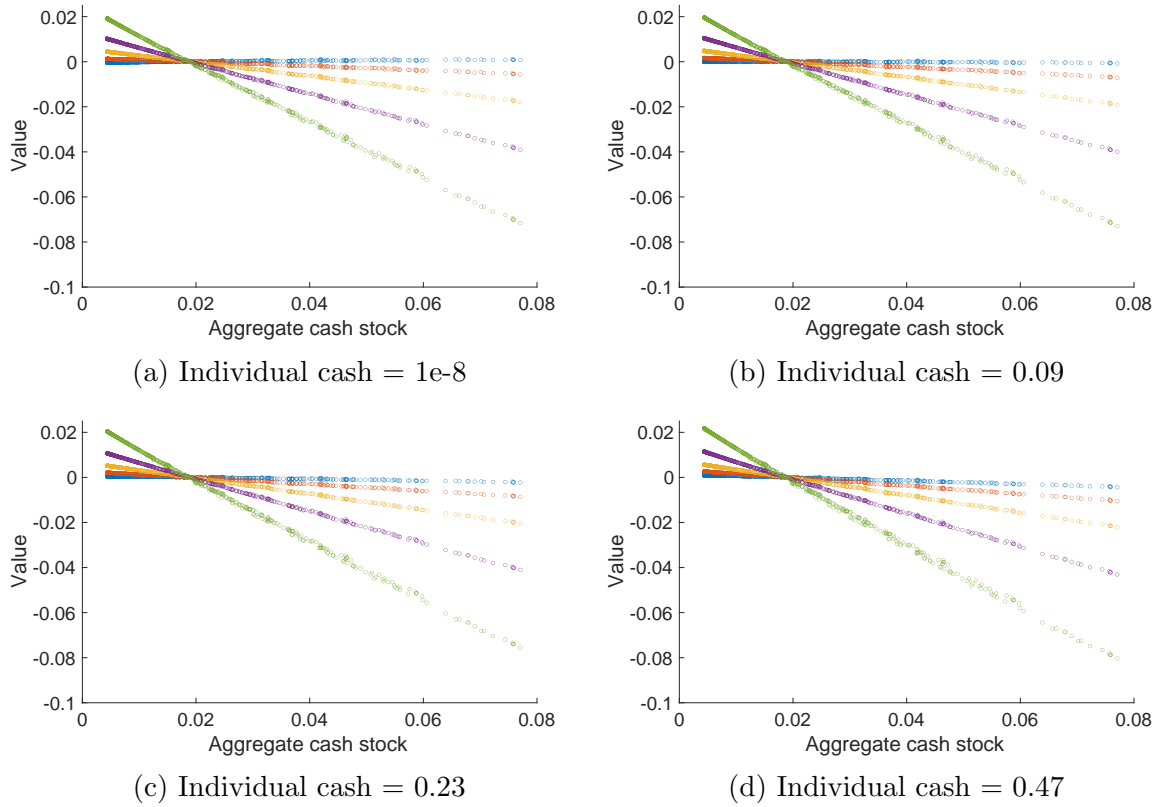 0.02
0
-0.02
-0.04
-0.06
-0.08
-0.1
Value
0 0.02 0.04 0.06 0.08
Aggregate cash stock
(a) Individual cash = 1e-8
0.02
0
-0.02
-0.04
-0.06
-0.08
-0.1
Value
0 0.02 0.04 0.06 0.08
Aggregate cash stock
(b) Individual cash = 0.09
0.02
0
-0.02
-0.04
-0.06
-0.08
-0.1
Value
0 0.02 0.04 0.06 0.08
Aggregate cash stock
(c) Individual cash = 0.23
0.02
0
-0.02
-0.04
-0.06
-0.08
-0.1
Value
0 0.02 0.04 0.06 0.08
Aggregate cash stock
(d) Individual cash = 0.47